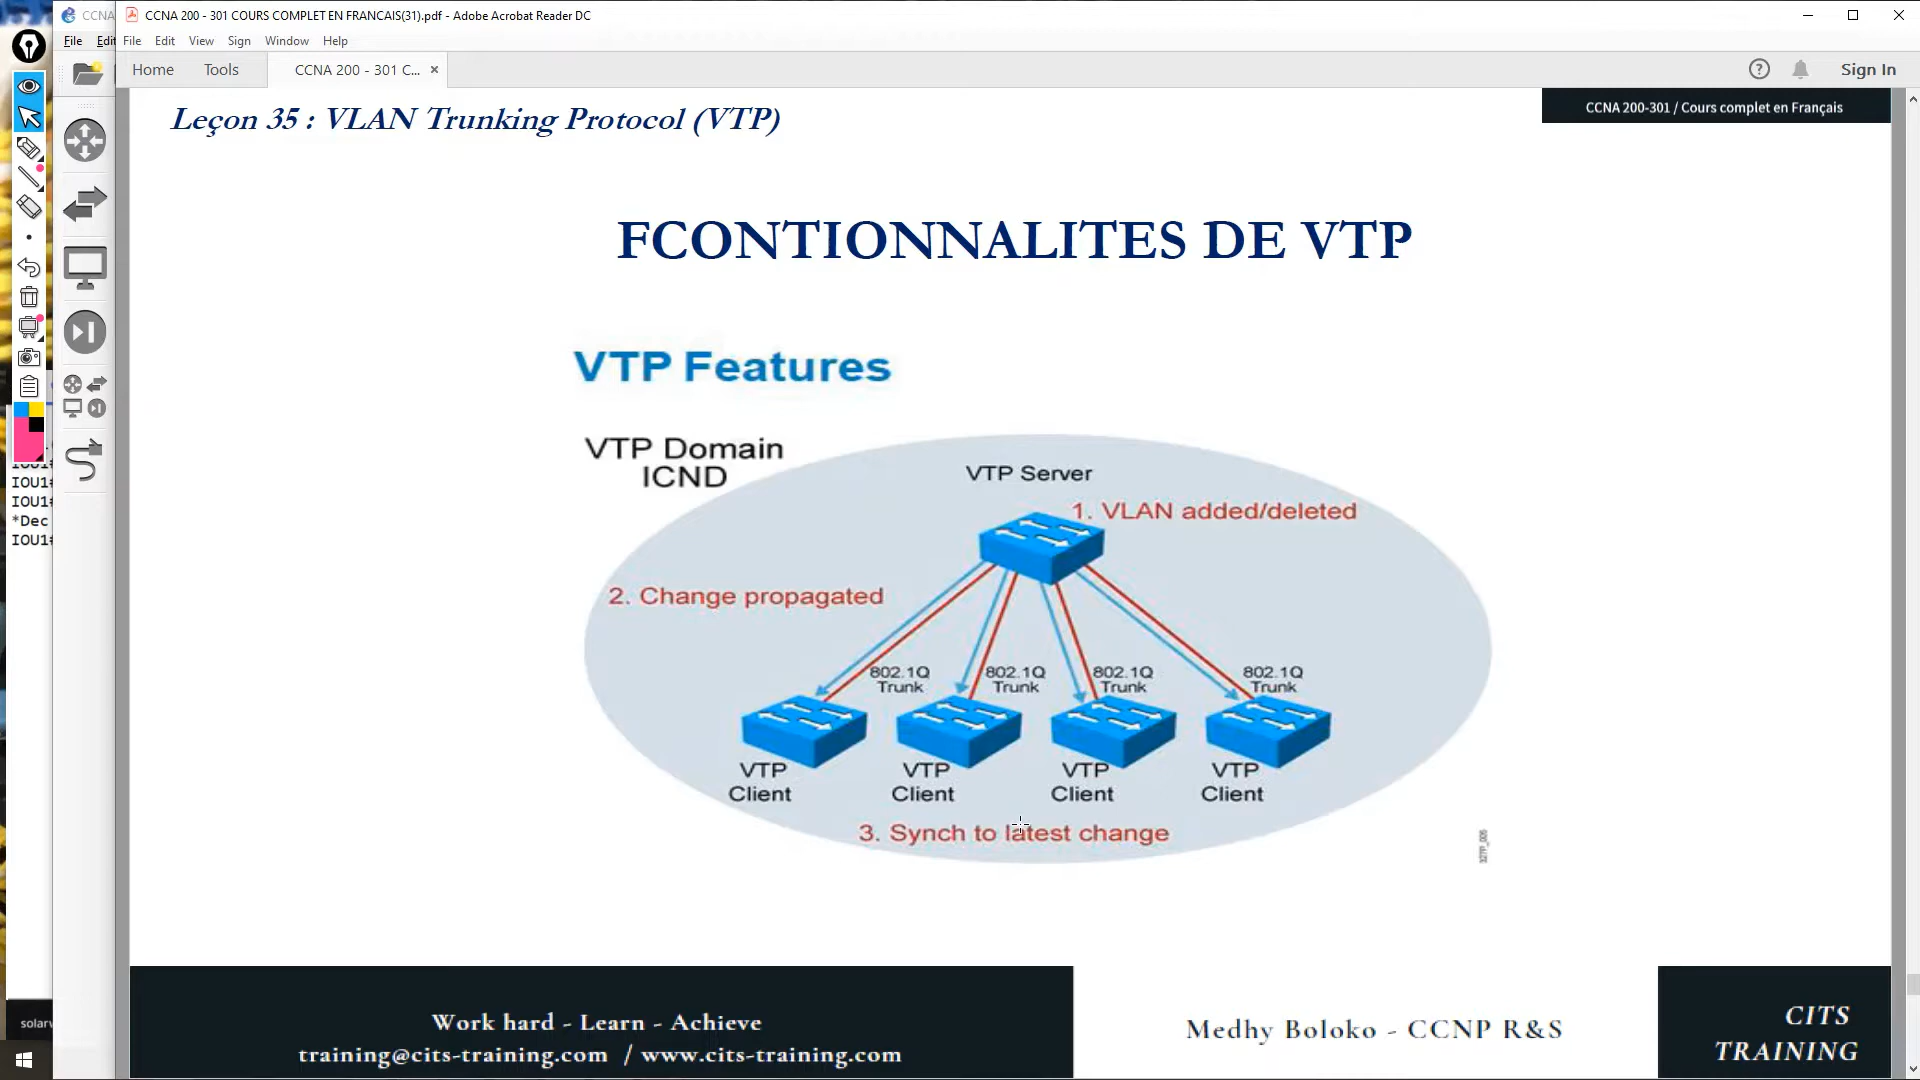 CCNA
CCNA 200 - 301 COURS COMPLET EN FRANCAIS(31).pdf - Adobe Acrobat Reader DC
File Edit
File Edit View Sign Window Help
Home Tools CCNA 200 - 301 C... × Sign In
Leçon 35 : VLAN Trunking Protocol (VTP)
CCNA 200-301 / Cours complet en Français
FCONTIONNALITES DE VTP
VTP Features
VTP Domain
ICND
VTP Server
1. VLAN added/deleted
2. Change propagated
802.1Q
Trunk
802.1Q
Trunk
802.1Q
Trunk
802.1Q
Trunk
VTP
Client
VTP
Client
VTP
Client
VTP
Client
3. Synch to latest change
IOU1#
IOU1#
*Dec
IOU1#
solarw
Work hard - Learn - Achieve
training@cits-training.com / www.cits-training.com
Medhy Boloko - CCNP R&S
CITS
TRAINING